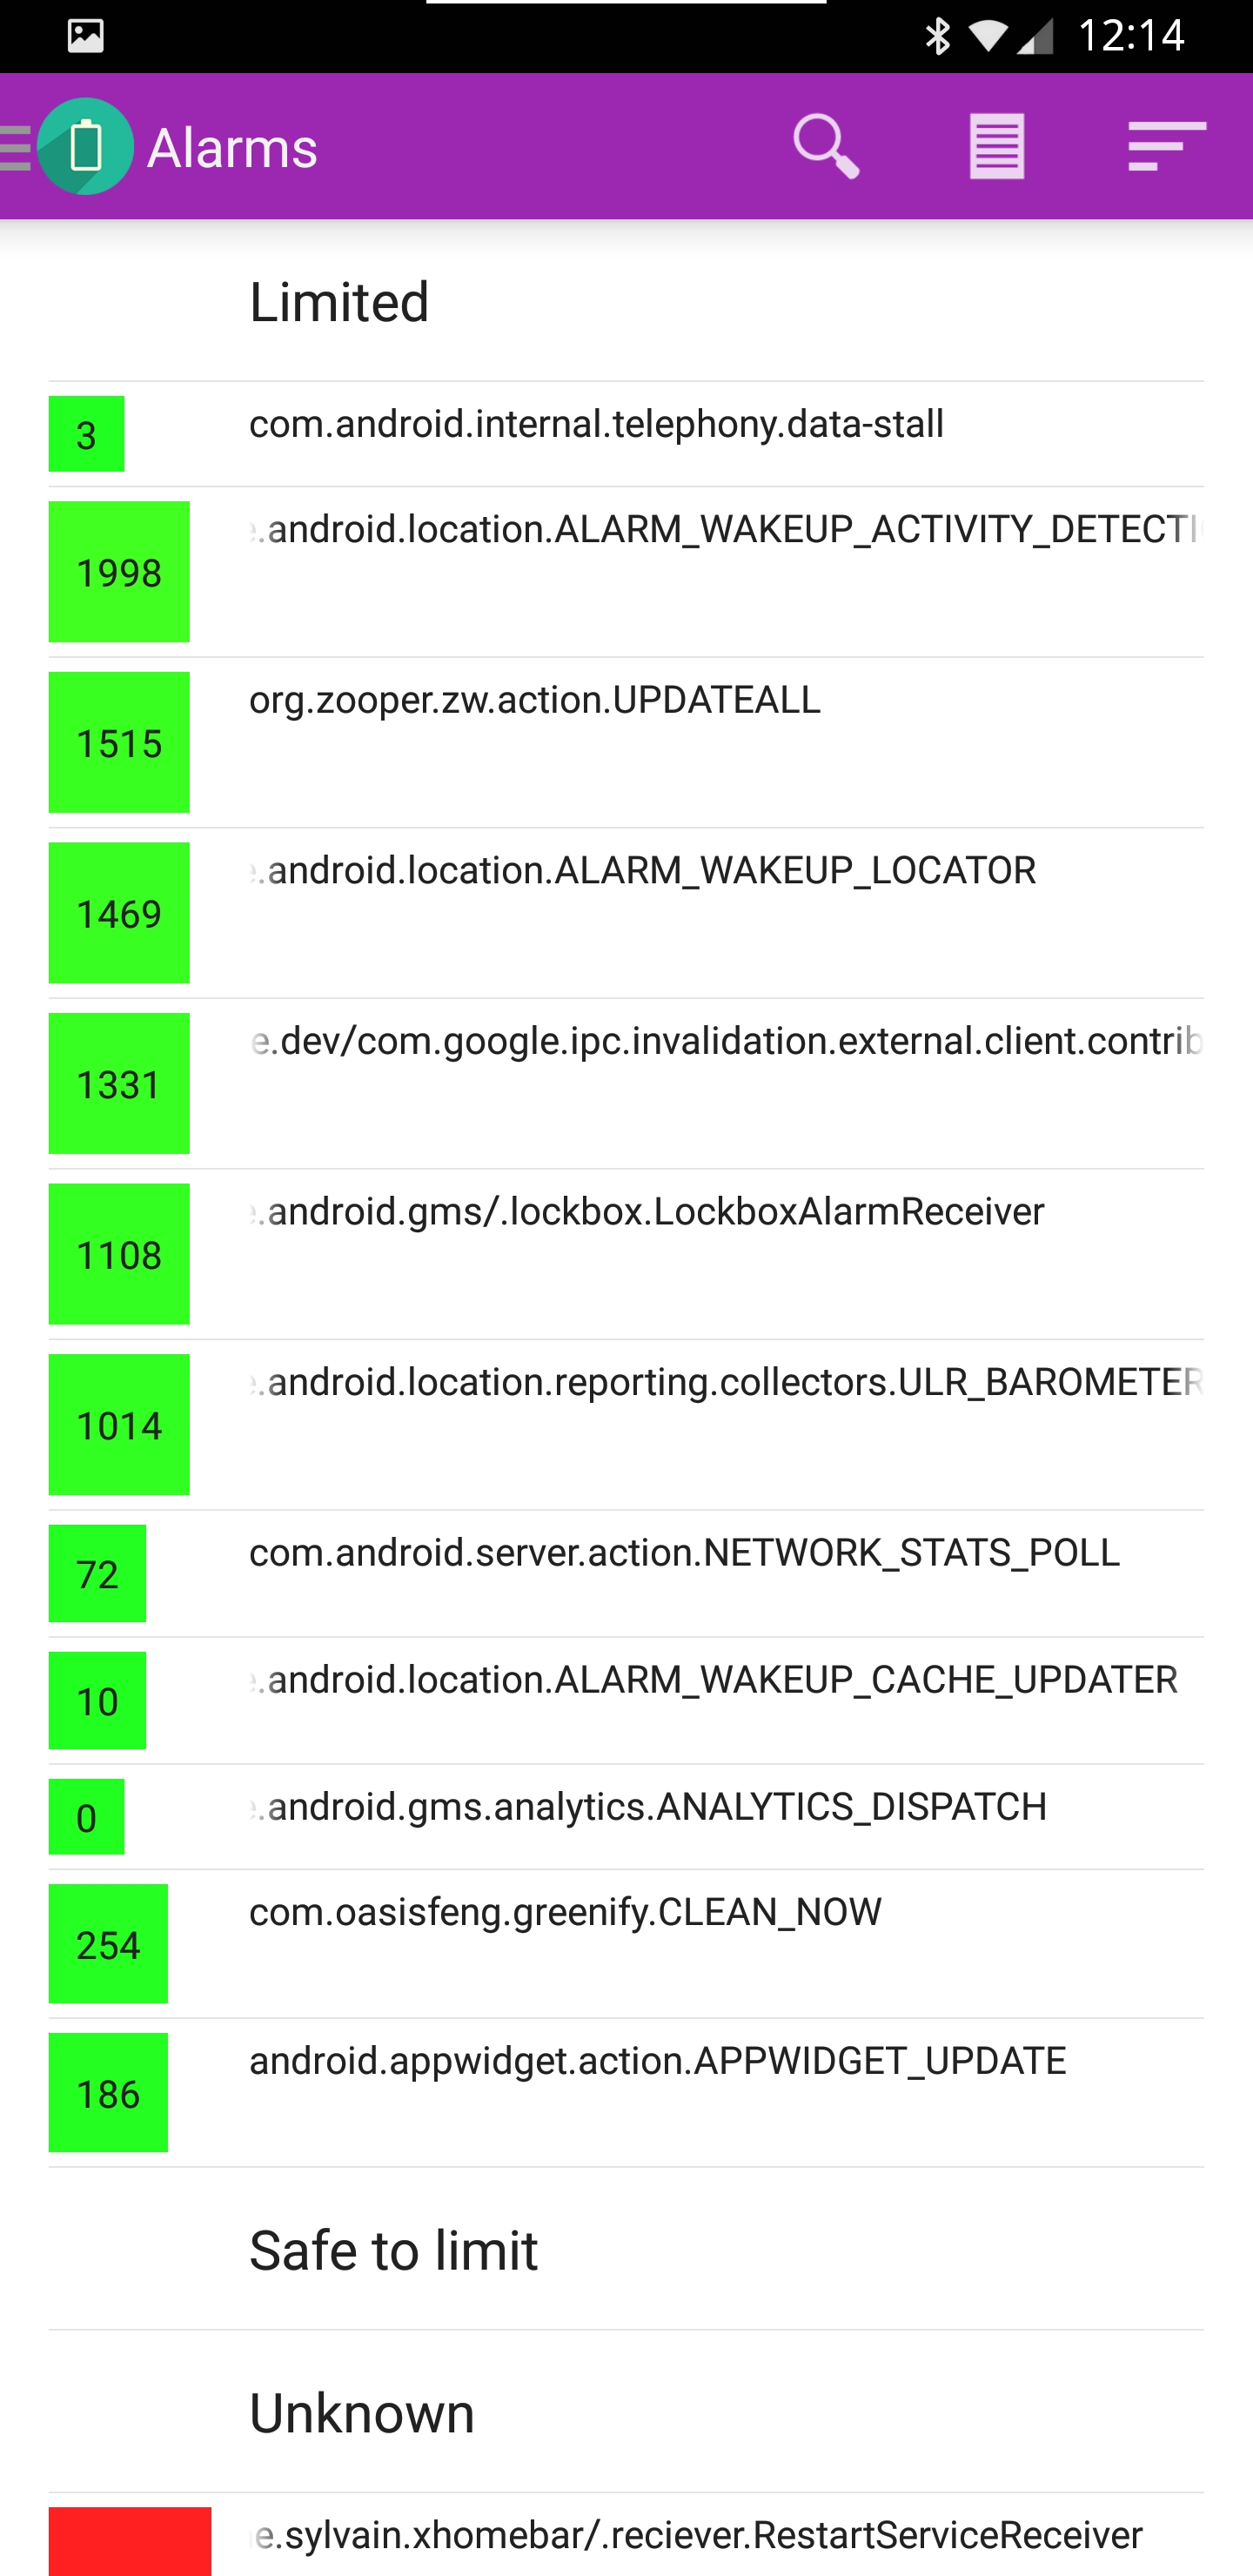 12:14
Alarms
Limited
3 com.android.internal.telephony.data-stall
1998 .android.location.ALARM_WAKEUP_ACTIVITY_DETECTI
1515 org.zooper.zw.action.UPDATEALL
1469 .android.location.ALARM_WAKEUP_LOCATOR
1331 e.dev/com.google.ipc.invalidation.external.client.contrib
1108 .android.gms/.lockbox.LockboxAlarmReceiver
1014 .android.location.reporting.collectors.ULR_BAROMETER
72 com.android.server.action.NETWORK_STATS_POLL
10 .android.location.ALARM_WAKEUP_CACHE_UPDATER
0 .android.gms.analytics.ANALYTICS_DISPATCH
254 com.oasisfeng.greenify.CLEAN_NOW
186 android.appwidget.action.APPWIDGET_UPDATE
Safe to limit
Unknown
e.sylvain.xhomebar/.reciever.RestartServiceReceiver